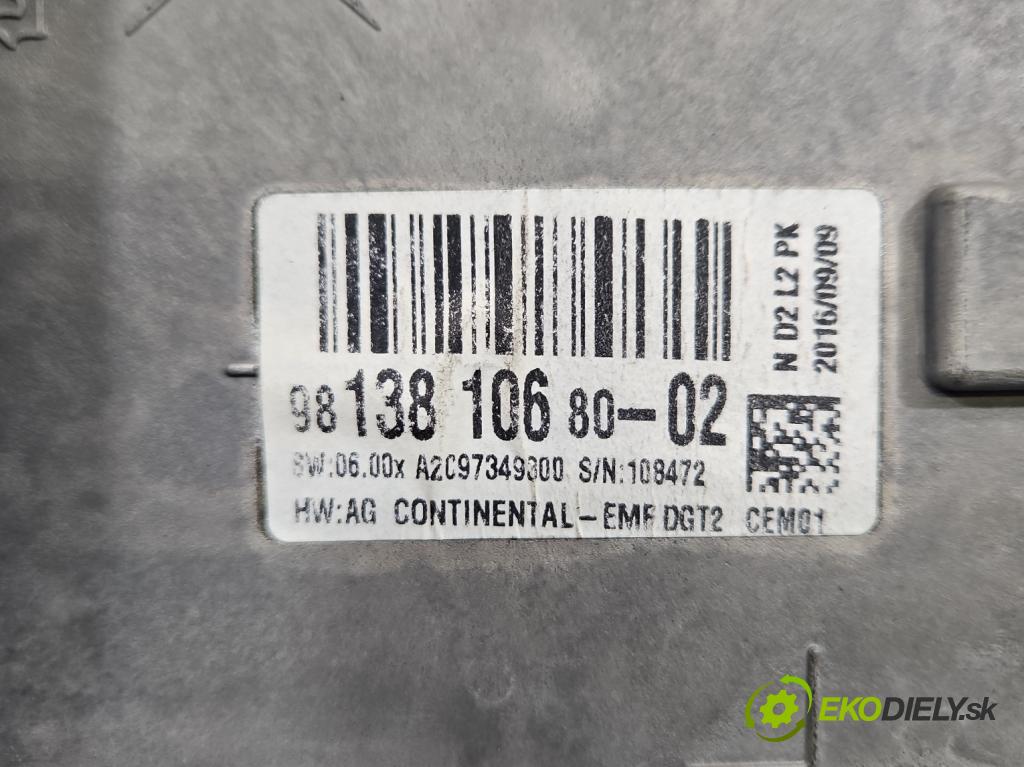 98 138 106 80-02
SW:06.00x A2C97349300 S/N:108472
HW:AG CONTINENTAL-EMF DGT2 CEM01
N D2 L2 PK
2016/09/09
EKODIELY.sk